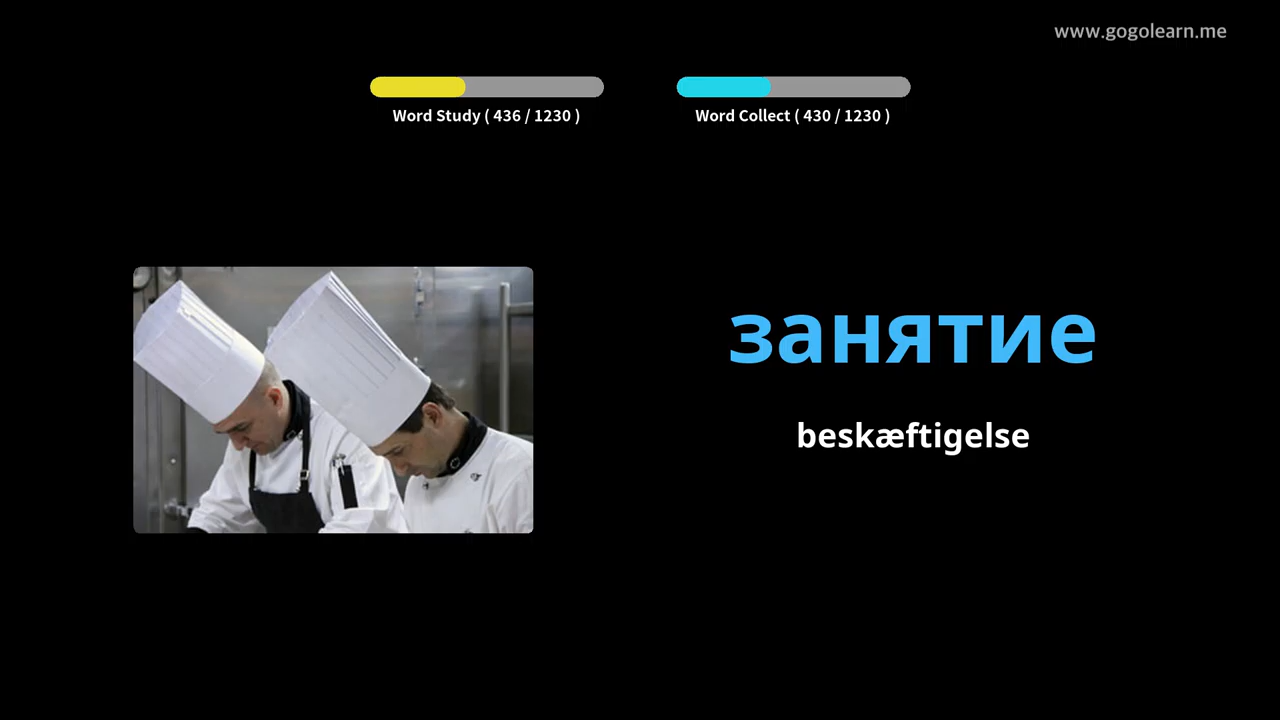 www.gogolearn.me
Word Study ( 436 / 1230 )
Word Collect ( 430 / 1230 )
занятие
beskæftigelse